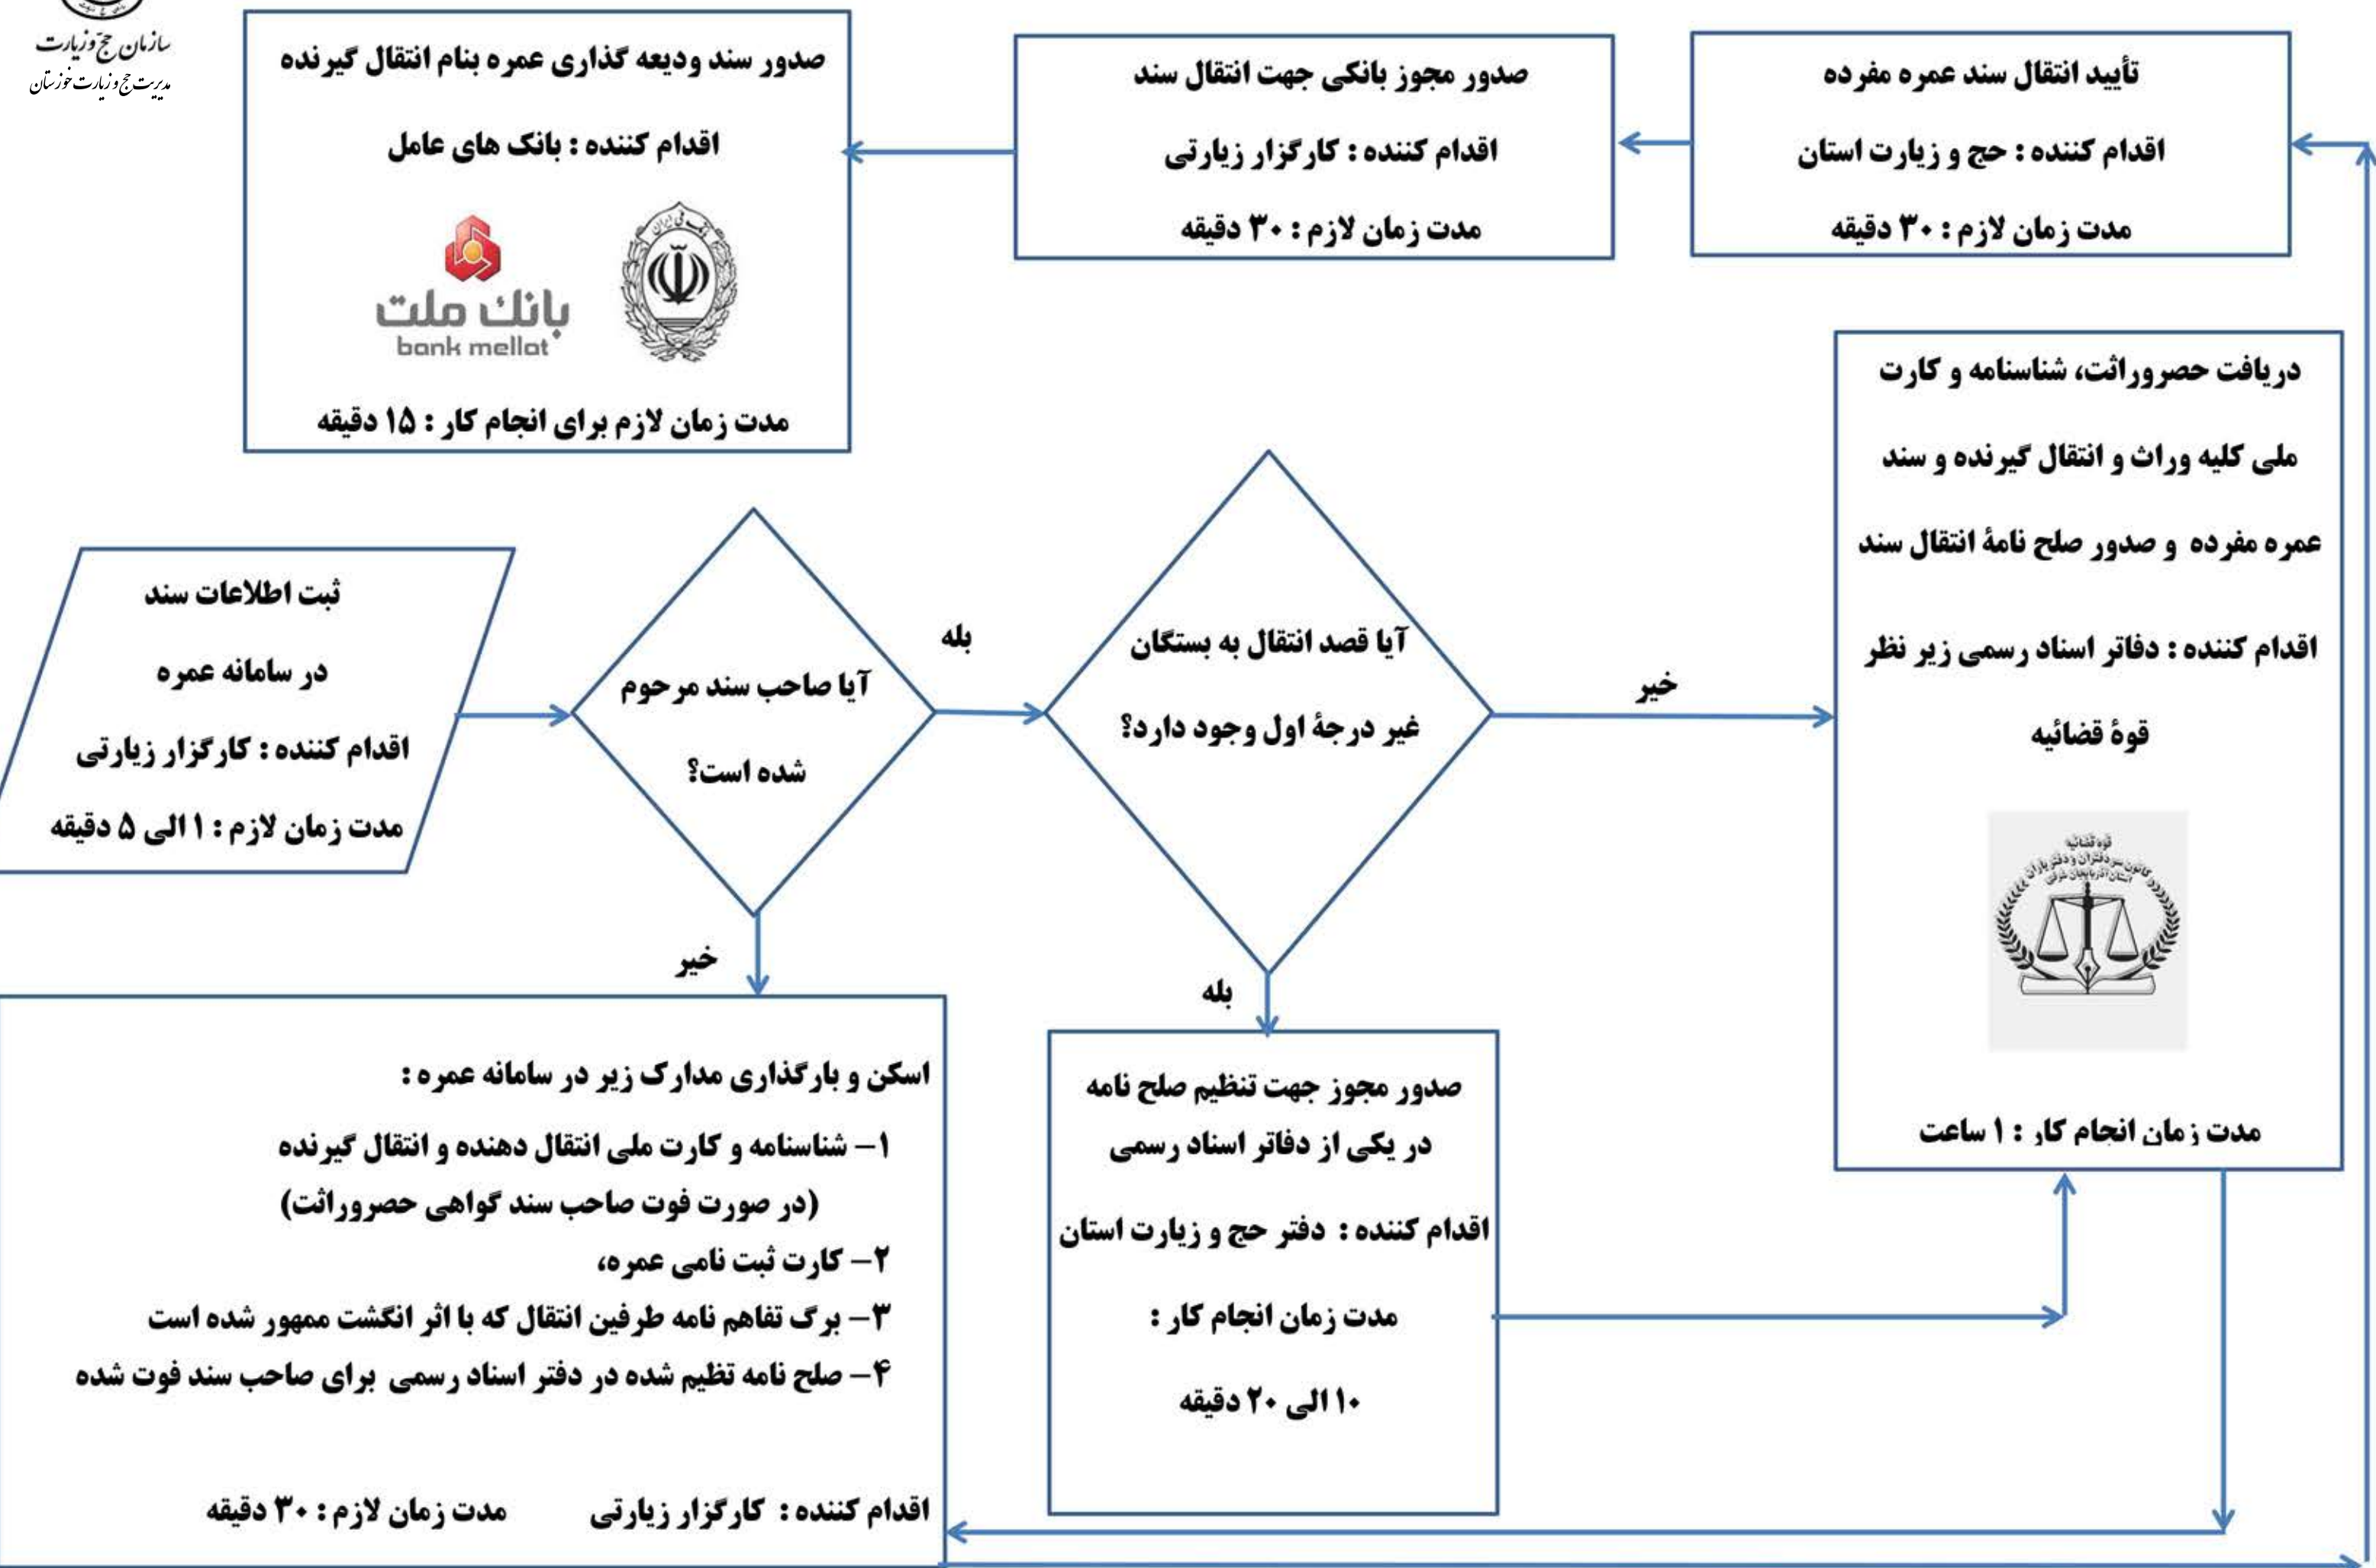 سازمان حج و زیارت
مدیریت حج و زیارت خوزستان
صدور سند ودیعه گذاری عمره بنام انتقال گیرنده
اقدام کننده : بانک های عامل
بانك ملت
bank mellat
مدت زمان لازم برای انجام کار : ۱۵ دقیقه
صدور مجوز بانکی جهت انتقال سند
اقدام کننده : کارگزار زیارتی
مدت زمان لازم : ۳۰ دقیقه
تأیید انتقال سند عمره مفرده
اقدام کننده : حج و زیارت استان
مدت زمان لازم : ۳۰ دقیقه
ثبت اطلاعات سند
در سامانه عمره
اقدام کننده : کارگزار زیارتی
مدت زمان لازم : ۱ الی ۵ دقیقه
آیا صاحب سند مرحوم
شده است؟
بله
خیر
آیا قصد انتقال به بستگان
غیر درجۀ اول وجود دارد؟
خیر
بله
دریافت حصروراثت، شناسنامه و کارت
ملی کلیه وراث و انتقال گیرنده و سند
عمره مفرده و صدور صلح نامۀ انتقال سند
اقدام کننده : دفاتر اسناد رسمی زیر نظر
قوۀ قضائیه
قوه قضائیه
کانون سردفتران و دفتریاران
استان آذربایجان شرقی
مدت زمان انجام کار : ۱ ساعت
اسکن و بارگذاری مدارک زیر در سامانه عمره :
۱– شناسنامه و کارت ملی انتقال دهنده و انتقال گیرنده
(در صورت فوت صاحب سند گواهی حصروراثت)
۲– کارت ثبت نامی عمره،
۳– برگ تفاهم نامه طرفین انتقال که با اثر انگشت ممهور شده است
۴– صلح نامه تظیم شده در دفتر اسناد رسمی برای صاحب سند فوت شده
اقدام کننده : کارگزار زیارتی مدت زمان لازم : ۳۰ دقیقه
صدور مجوز جهت تنظیم صلح نامه
در یکی از دفاتر اسناد رسمی
اقدام کننده : دفتر حج و زیارت استان
مدت زمان انجام کار :
۱۰ الی ۲۰ دقیقه